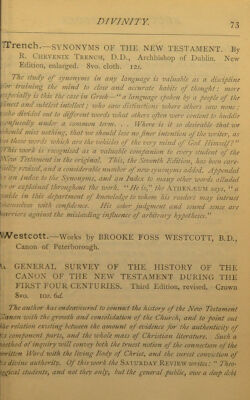 DIVINITY. 73
Trench.—SYNONYMS OF THE NEW TESTAMENT. By
R. CHEVENIX TRENCH, D.D., Archbishop of Dublin. New
Edition, enlarged. 8vo. cloth. 12s.
The study of synonyms in any language is valuable as a discipline
for training the mind to close and accurate habits of thought; more
especially is this the case in Greek—"a language spoken by a people of the
finest and subtlest intellect; who saw distinctions where others saw none;
who divided out to different words what others often were content to huddle
confusedly under a common term. . . Where is it so desirable that we
should miss nothing, that we should lose no finer intention of the writer, as
in those words which are the vehicles of the very mind of God Himself?"
This work is recognised as a valuable companion to every student of the
New Testament in the original. This, the Seventh Edition, has been care-
fully revised, and a considerable number of new synonyms added. Appended
is an Index to the Synonyms, and an Index to many other words alluded
to or explained throughout the work. "He is," the ATHENÆUM says, "a
guide in this department of knowledge to whom his readers may intrust
themselves with confidence. His sober judgment and sound sense are
barriers against the misleading influence of arbitrary hypotheses."
Westcott.—Works by BROOKE FOSS WESTCOTT, B.D.,
Canon of Peterborough.
A GENERAL SURVEY OF THE HISTORY OF THE
CANON OF THE NEW TESTAMENT DURING THE
FIRST FOUR CENTURIES. Third Edition, revised. Crown
8vo. 10s. 6d.
The author has endeavoured to connect the history of the New Testament
Canon with the growth and consolidation of the Church, and to point out
the relation existing between the amount of evidence for the authenticity of
its component parts, and the whole mass of Christian literature. Such a
method of inquiry will convey both the truest notion of the connexion of the
written Word with the living Body of Christ, and the surest conviction of
its divine authority. Of this work the SATURDAY REVIEW writes: "Theo-
logical students, and not they only, but the general public, owe a deep debt